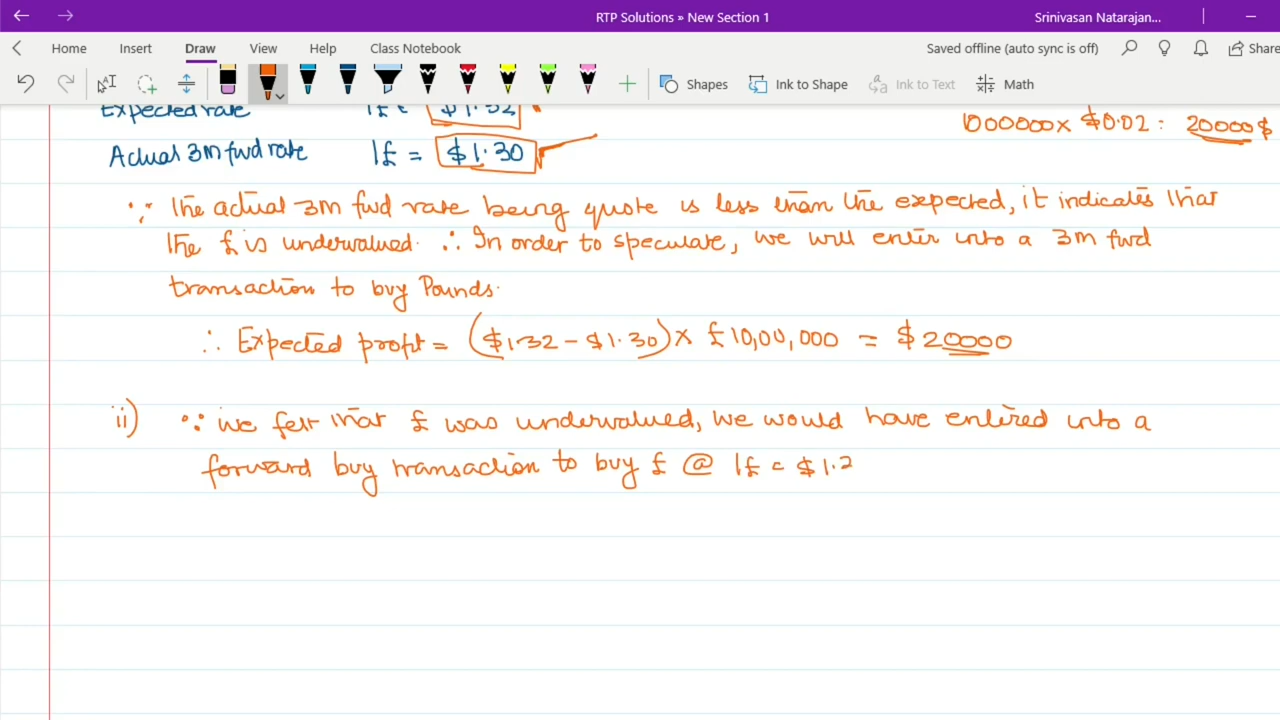 RTP Solutions » New Section 1
Srinivasan Natarajan...
Home Insert Draw View Help Class Notebook
Saved offline (auto sync is off)
Share
Shapes Ink to Shape Ink to Text Math
Expected rate 1£ = $1.32
1000000 x $0.02 = 20000$
Actual 3m fwd rate 1£ = $1.30
∵ The actual 3m fwd rate being quote is less than the expected, it indicates that
the £ is undervalued. ∴ In order to speculate, we will enter into a 3m fwd
transaction to buy Pounds.
∴ Expected profit = ($1.32 - $1.30) x £10,00,000 = $20000
ii) ∵ we felt that £ was undervalued, we would have entered into a
forward buy transaction to buy £ @ 1£ = $1.2